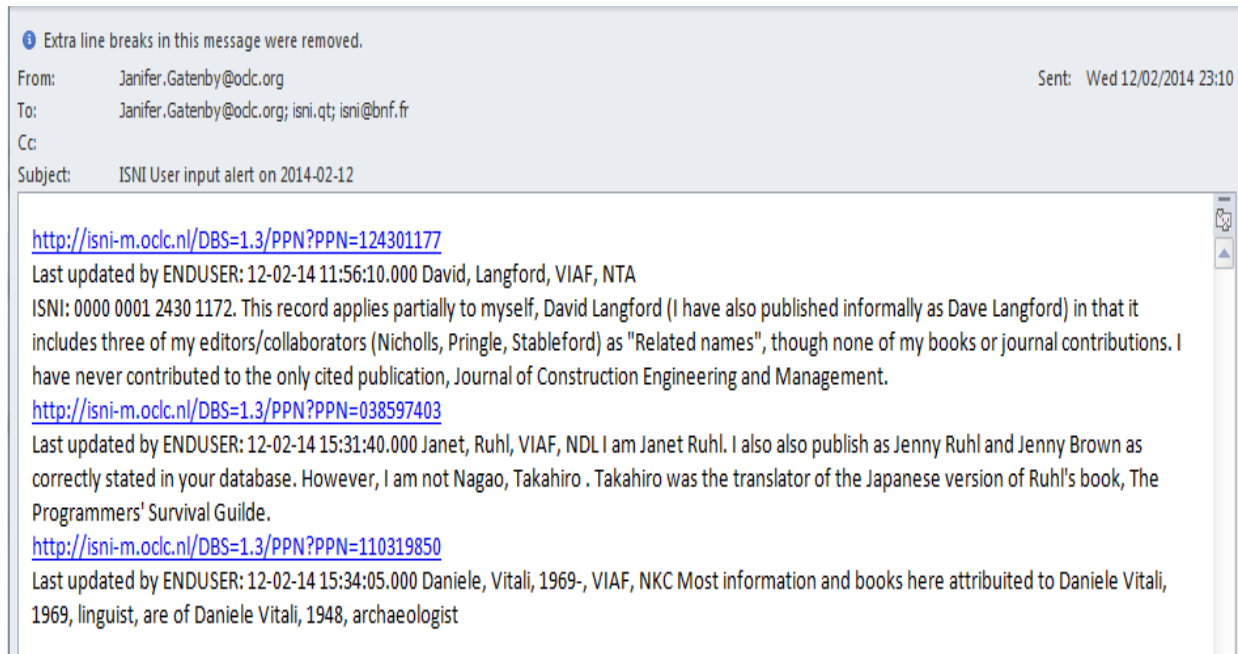 Extra line breaks in this message were removed.
From: Janifer.Gatenby@oclc.org Sent: Wed 12/02/2014 23:10
To: Janifer.Gatenby@oclc.org; isni.qt; isni@bnf.fr
Cc:
Subject: ISNI User input alert on 2014-02-12
http://isni-m.oclc.nl/DBS=1.3/PPN?PPN=124301177
Last updated by ENDUSER: 12-02-14 11:56:10.000 David, Langford, VIAF, NTA
ISNI: 0000 0001 2430 1172. This record applies partially to myself, David Langford (I have also published informally as Dave Langford) in that it
includes three of my editors/collaborators (Nicholls, Pringle, Stableford) as "Related names", though none of my books or journal contributions. I
have never contributed to the only cited publication, Journal of Construction Engineering and Management.
http://isni-m.oclc.nl/DBS=1.3/PPN?PPN=038597403
Last updated by ENDUSER: 12-02-14 15:31:40.000 Janet, Ruhl, VIAF, NDL I am Janet Ruhl. I also also publish as Jenny Ruhl and Jenny Brown as
correctly stated in your database. However, I am not Nagao, Takahiro . Takahiro was the translator of the Japanese version of Ruhl's book, The
Programmers' Survival Guilde.
http://isni-m.oclc.nl/DBS=1.3/PPN?PPN=110319850
Last updated by ENDUSER: 12-02-14 15:34:05.000 Daniele, Vitali, 1969-, VIAF, NKC Most information and books here attribuited to Daniele Vitali,
1969, linguist, are of Daniele Vitali, 1948, archaeologist